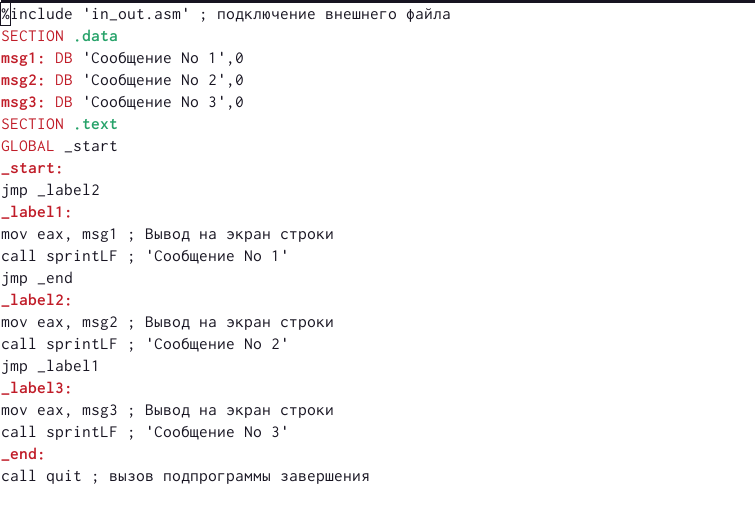 %include 'in_out.asm' ; подключение внешнего файла
SECTION .data
msg1: DB 'Сообщение No 1',0
msg2: DB 'Сообщение No 2',0
msg3: DB 'Сообщение No 3',0
SECTION .text
GLOBAL _start
_start:
jmp _label2
_label1:
mov eax, msg1 ; Вывод на экран строки
call sprintLF ; 'Сообщение No 1'
jmp _end
_label2:
mov eax, msg2 ; Вывод на экран строки
call sprintLF ; 'Сообщение No 2'
jmp _label1
_label3:
mov eax, msg3 ; Вывод на экран строки
call sprintLF ; 'Сообщение No 3'
_end:
call quit ; вызов подпрограммы завершения